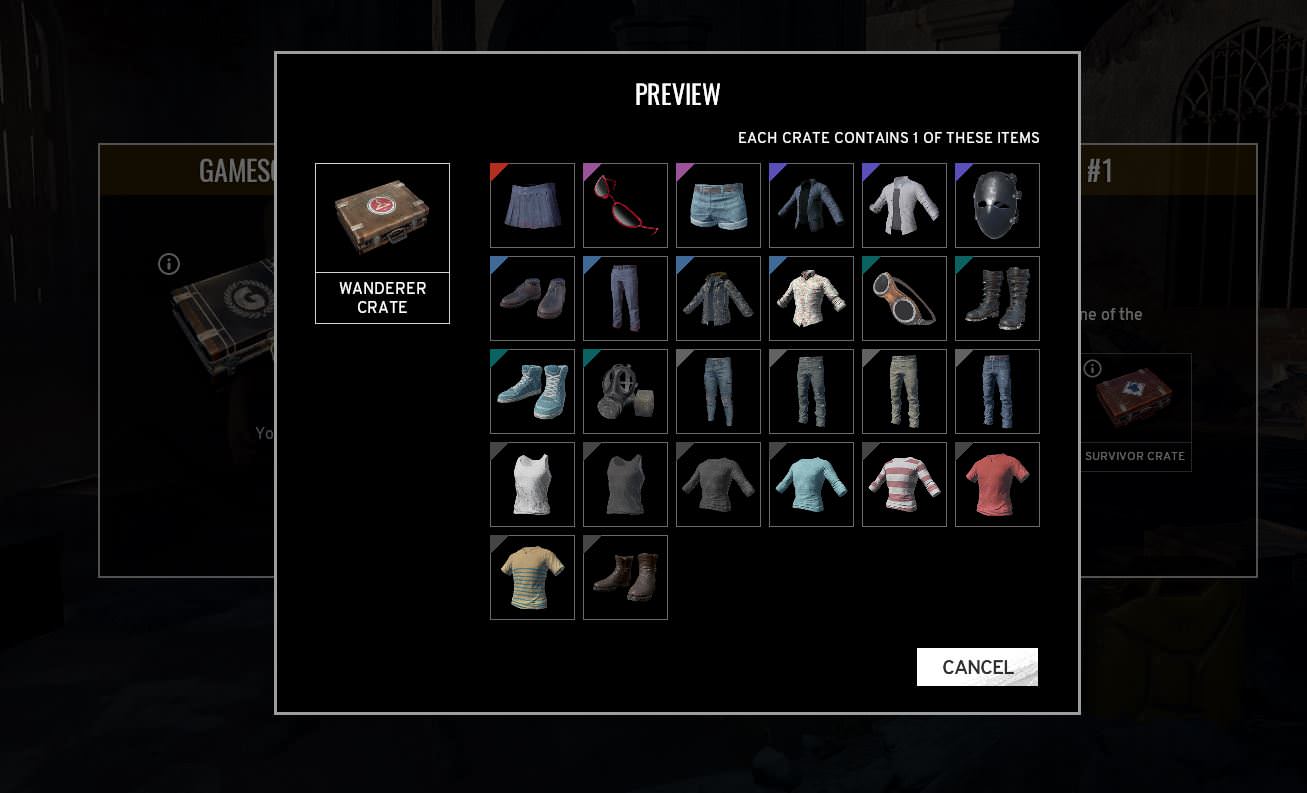 PREVIEW
EACH CRATE CONTAINS 1 OF THESE ITEMS
WANDERER
CRATE
GAMESC
#1
ne of the
Yo
SURVIVOR CRATE
CANCEL